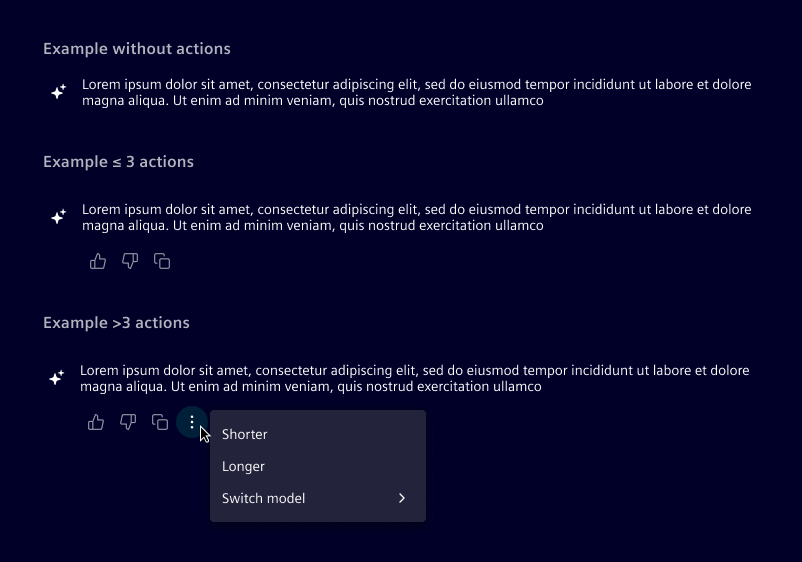 Example without actions
Lorem ipsum dolor sit amet, consectetur adipiscing elit, sed do eiusmod tempor incididunt ut labore et dolore
magna aliqua. Ut enim ad minim veniam, quis nostrud exercitation ullamco
Example ≤ 3 actions
Lorem ipsum dolor sit amet, consectetur adipiscing elit, sed do eiusmod tempor incididunt ut labore et dolore
magna aliqua. Ut enim ad minim veniam, quis nostrud exercitation ullamco
Example >3 actions
Lorem ipsum dolor sit amet, consectetur adipiscing elit, sed do eiusmod tempor incididunt ut labore et dolore
magna aliqua. Ut enim ad minim veniam, quis nostrud exercitation ullamco
Shorter
Longer
Switch model